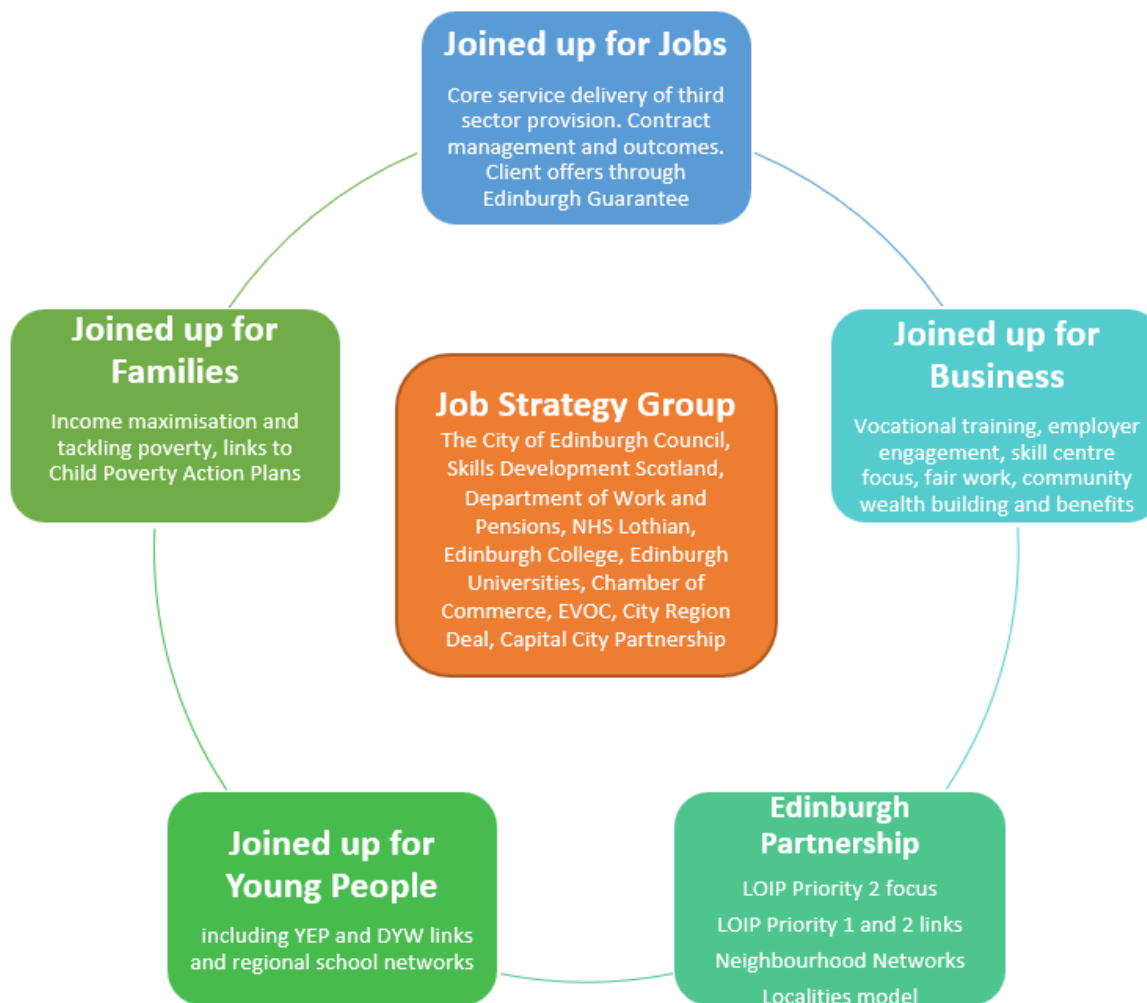 Joined up for Jobs
Core service delivery of third
sector provision. Contract
management and outcomes.
Client offers through
Edinburgh Guarantee
Joined up for
Families
Income maximisation and
tackling poverty, links to
Child Poverty Action Plans
Job Strategy Group
The City of Edinburgh Council,
Skills Development Scotland,
Department of Work and
Pensions, NHS Lothian,
Edinburgh College, Edinburgh
Universities, Chamber of
Commerce, EVOC, City Region
Deal, Capital City Partnership
Joined up for
Business
Vocational training, employer
engagement, skill centre
focus, fair work, community
wealth building and benefits
Joined up for
Young People
including YEP and DYW links
and regional school networks
Edinburgh
Partnership
LOIP Priority 2 focus
LOIP Priority 1 and 2 links
Neighbourhood Networks
Localities model